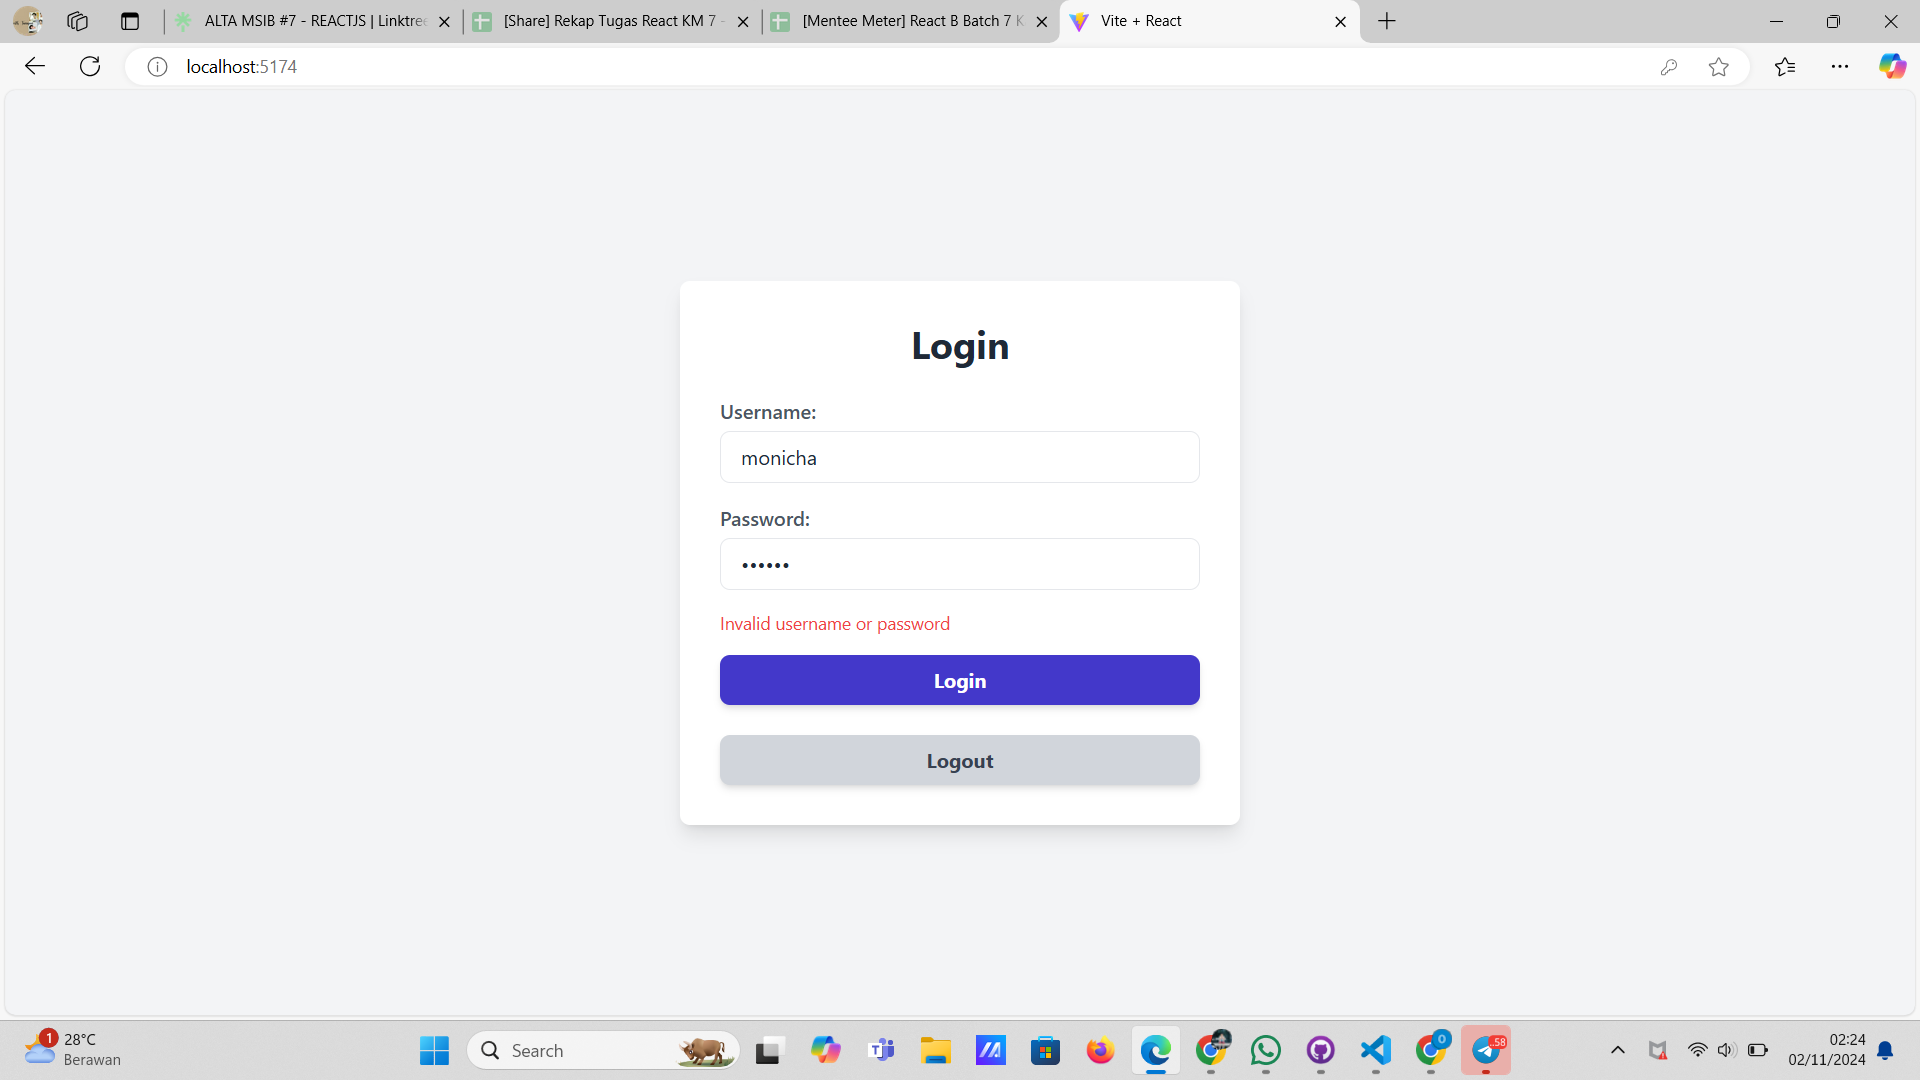 ALTA MSIB #7 - REACTJS | Linktree
[Share] Rekap Tugas React KM 7 -
[Mentee Meter] React B Batch 7 K
Vite + React
localhost:5174
Login
Username:
monicha
Password:
••••••
Invalid username or password
Login
Logout
1
28°C
Berawan
Search
0
.58
02:24
02/11/2024